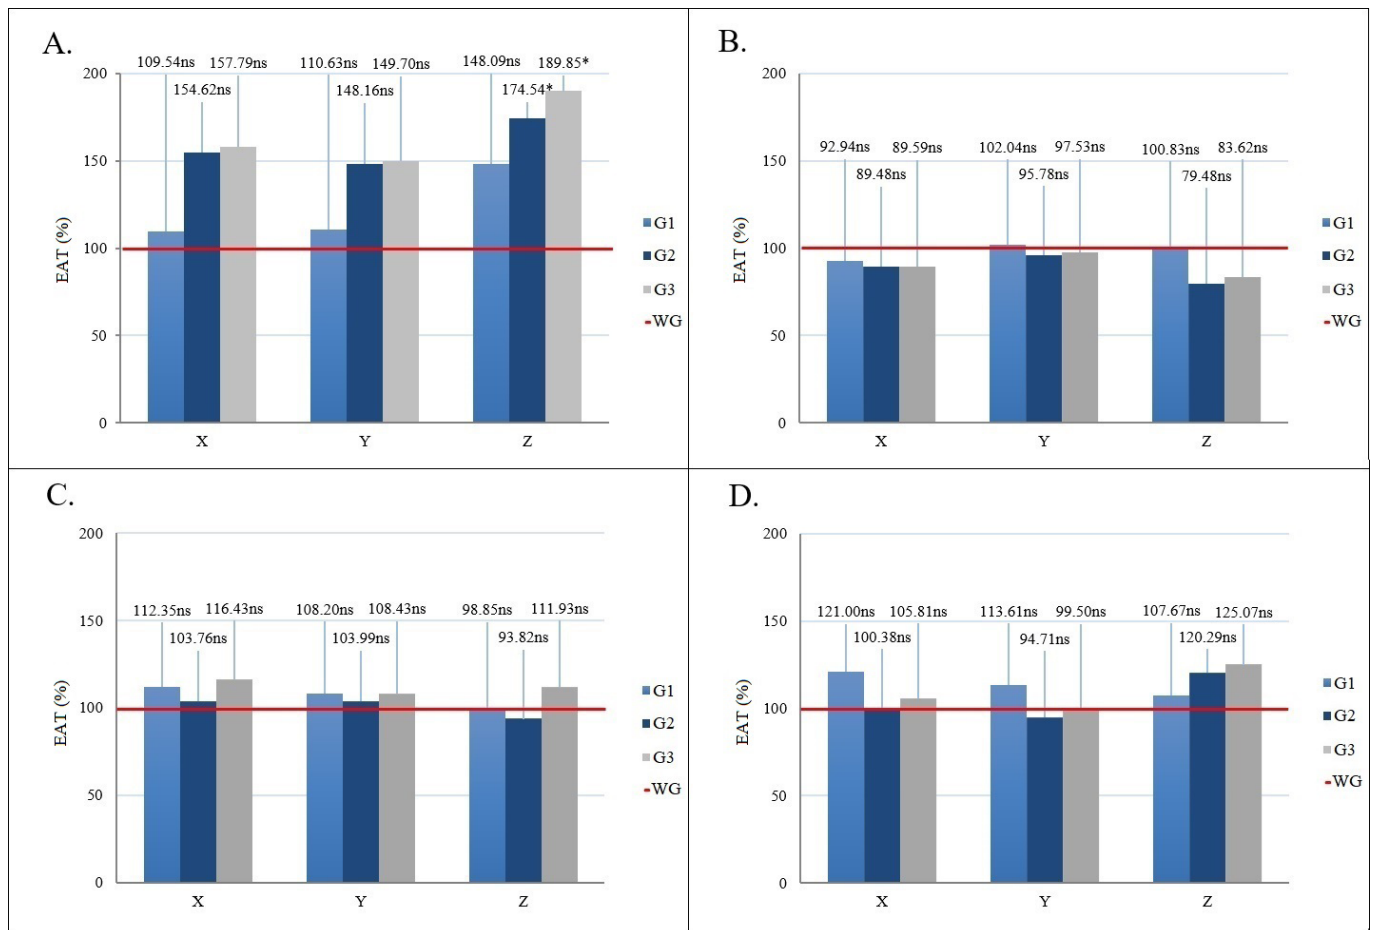 A.
109.54ns 157.79ns 110.63ns 149.70ns 148.09ns 189.85*
154.62ns 148.16ns 174.54*
200
150
100
50
0
EAT (%)
X Y Z
G1
G2
G3
WG
B.
200
92.94ns 89.59ns 102.04ns 97.53ns 100.83ns 83.62ns
150
89.48ns 95.78ns 79.48ns
100
50
0
EAT (%)
X Y Z
G1
G2
G3
WG
C.
200
112.35ns 116.43ns 108.20ns 108.43ns 98.85ns 111.93ns
150
103.76ns 103.99ns 93.82ns
100
50
0
EAT (%)
X Y Z
G1
G2
G3
WG
D.
200
121.00ns 105.81ns 113.61ns 99.50ns 107.67ns 125.07ns
150
100.38ns 94.71ns 120.29ns
100
50
0
EAT (%)
X Y Z
G1
G2
G3
WG